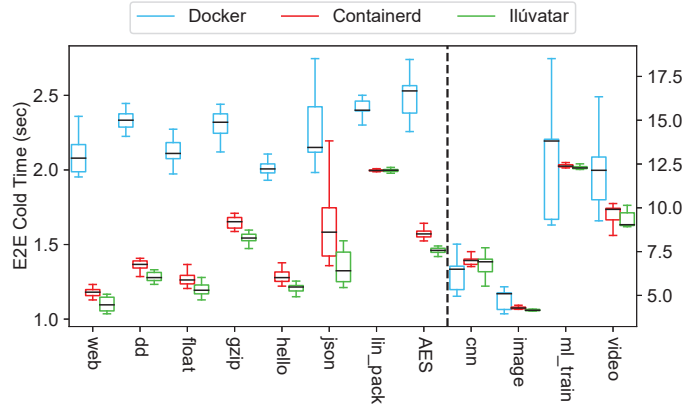 Docker Containerd Ilúvatar
E2E Cold Time (sec)
2.5
2.0
1.5
1.0
17.5
15.0
12.5
10.0
7.5
5.0
web
dd
float
gzip
hello
json
lin_pack
AES
cnn
image
ml_train
video